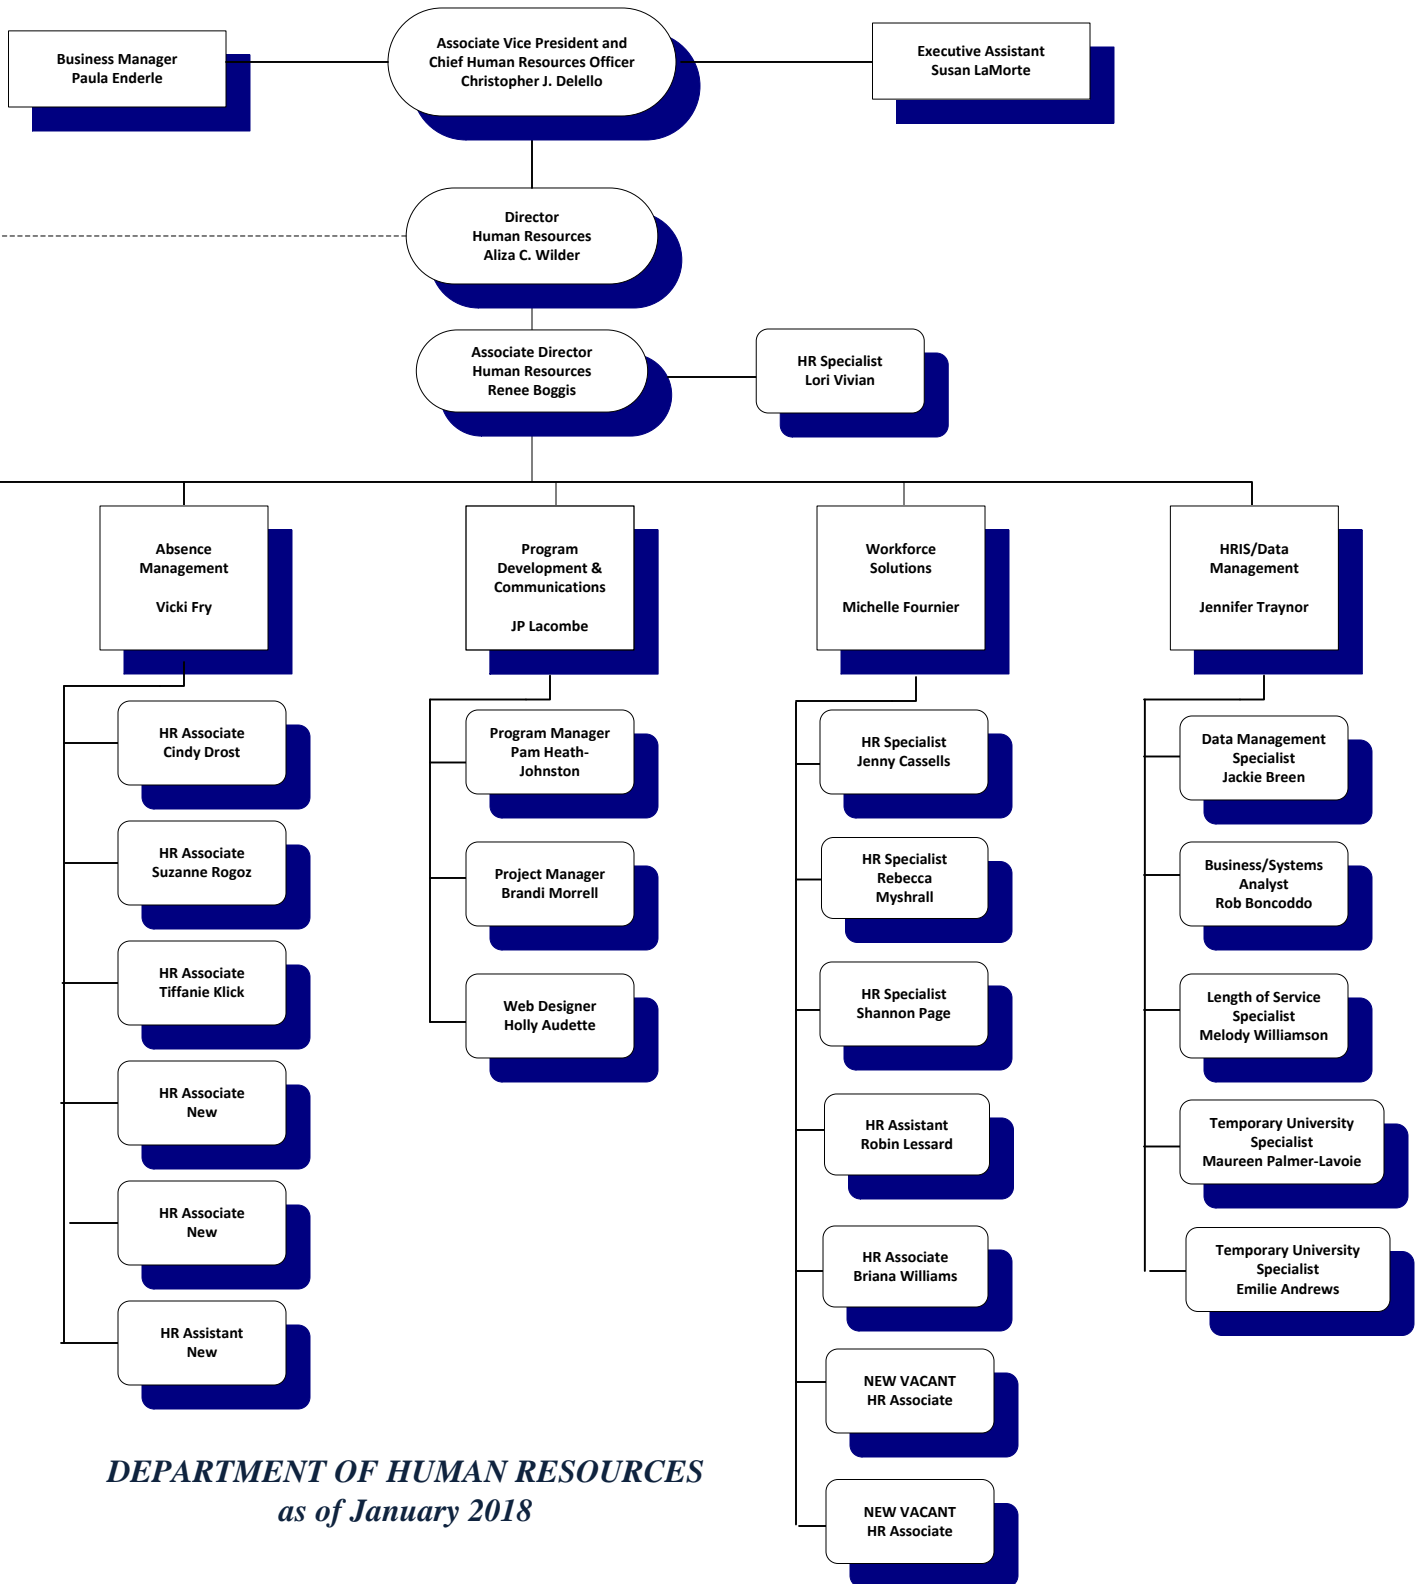 Business Manager
Paula Enderle
Associate Vice President and
Chief Human Resources Officer
Christopher J. Delello
Executive Assistant
Susan LaMorte
Director
Human Resources
Aliza C. Wilder
Associate Director
Human Resources
Renee Boggis
HR Specialist
Lori Vivian
Absence
Management
Vicki Fry
Program
Development &
Communications
JP Lacombe
Workforce
Solutions
Michelle Fournier
HRIS/Data
Management
Jennifer Traynor
HR Associate
Cindy Drost
HR Associate
Suzanne Rogoz
HR Associate
Tiffanie Klick
HR Associate
New
HR Associate
New
HR Assistant
New
Program Manager
Pam Heath-
Johnston
Project Manager
Brandi Morrell
Web Designer
Holly Audette
HR Specialist
Jenny Cassells
HR Specialist
Rebecca
Myshrall
HR Specialist
Shannon Page
HR Assistant
Robin Lessard
HR Associate
Briana Williams
NEW VACANT
HR Associate
NEW VACANT
HR Associate
Data Management
Specialist
Jackie Breen
Business/Systems
Analyst
Rob Boncoddo
Length of Service
Specialist
Melody Williamson
Temporary University
Specialist
Maureen Palmer-Lavoie
Temporary University
Specialist
Emilie Andrews
DEPARTMENT OF HUMAN RESOURCES
as of January 2018